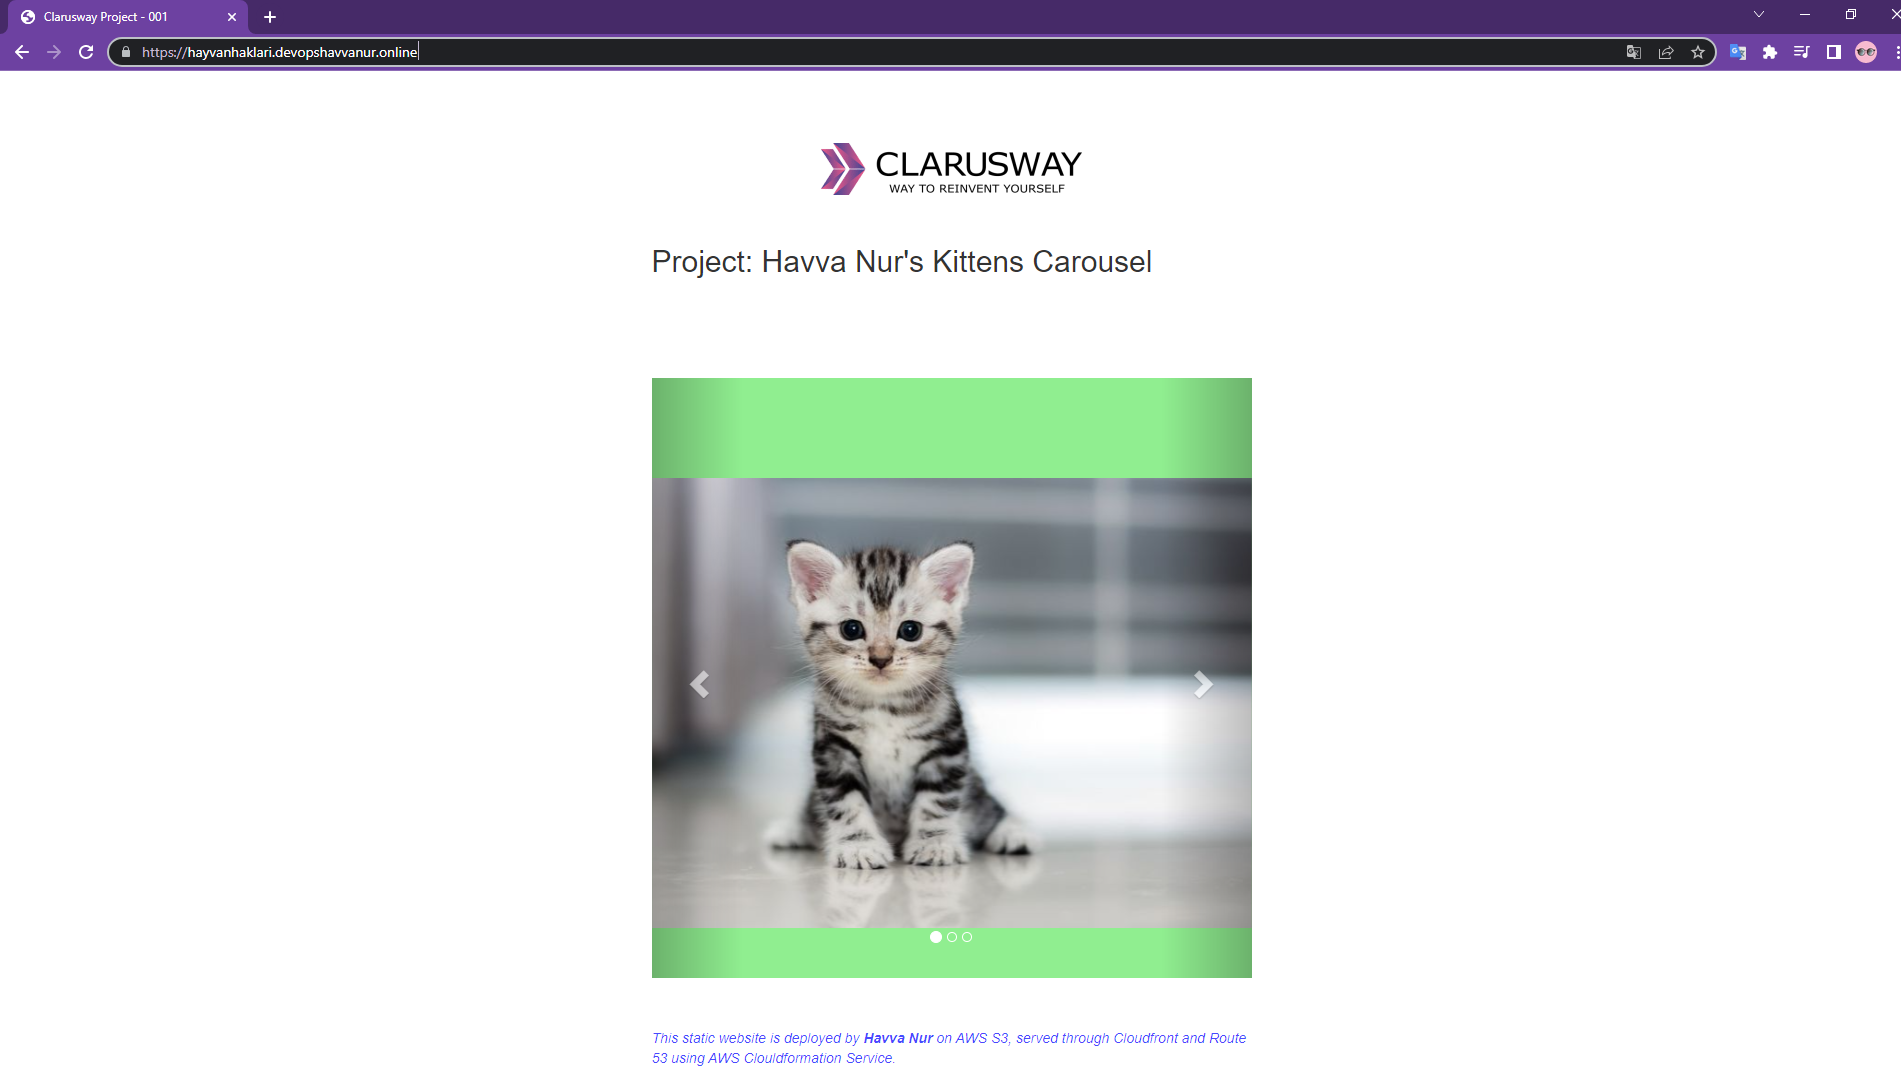 Clarusway Project - 001
https://hayvanhaklari.devopshavvanur.online
CLARUSWAY
WAY TO REINVENT YOURSELF
Project: Havva Nur's Kittens Carousel
This static website is deployed by Havva Nur on AWS S3, served through Cloudfront and Route
53 using AWS Clouldformation Service.